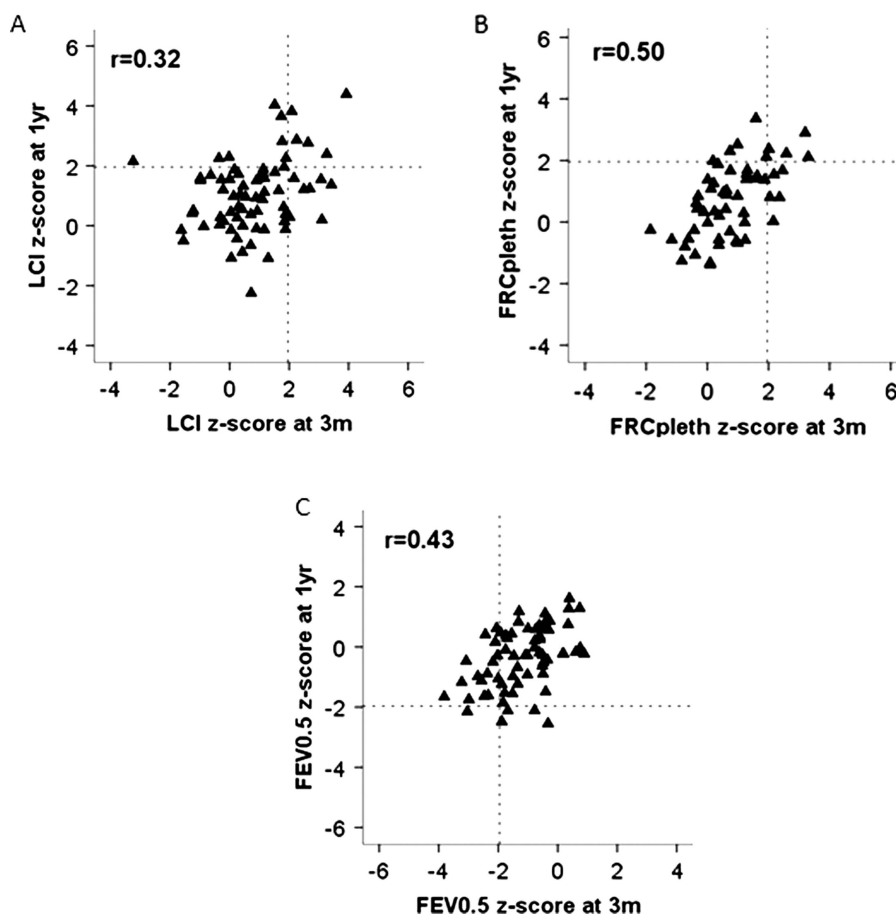 A
r=0.32
LCI z-score at 1yr
6
4
2
0
-2
-4
-4 -2 0 2 4 6
LCI z-score at 3m
B
r=0.50
FRCpleth z-score at 1yr
6
4
2
0
-2
-4
-4 -2 0 2 4 6
FRCpleth z-score at 3m
C
r=0.43
FEV0.5 z-score at 1yr
4
2
0
-2
-4
-6
-6 -4 -2 0 2 4
FEV0.5 z-score at 3m